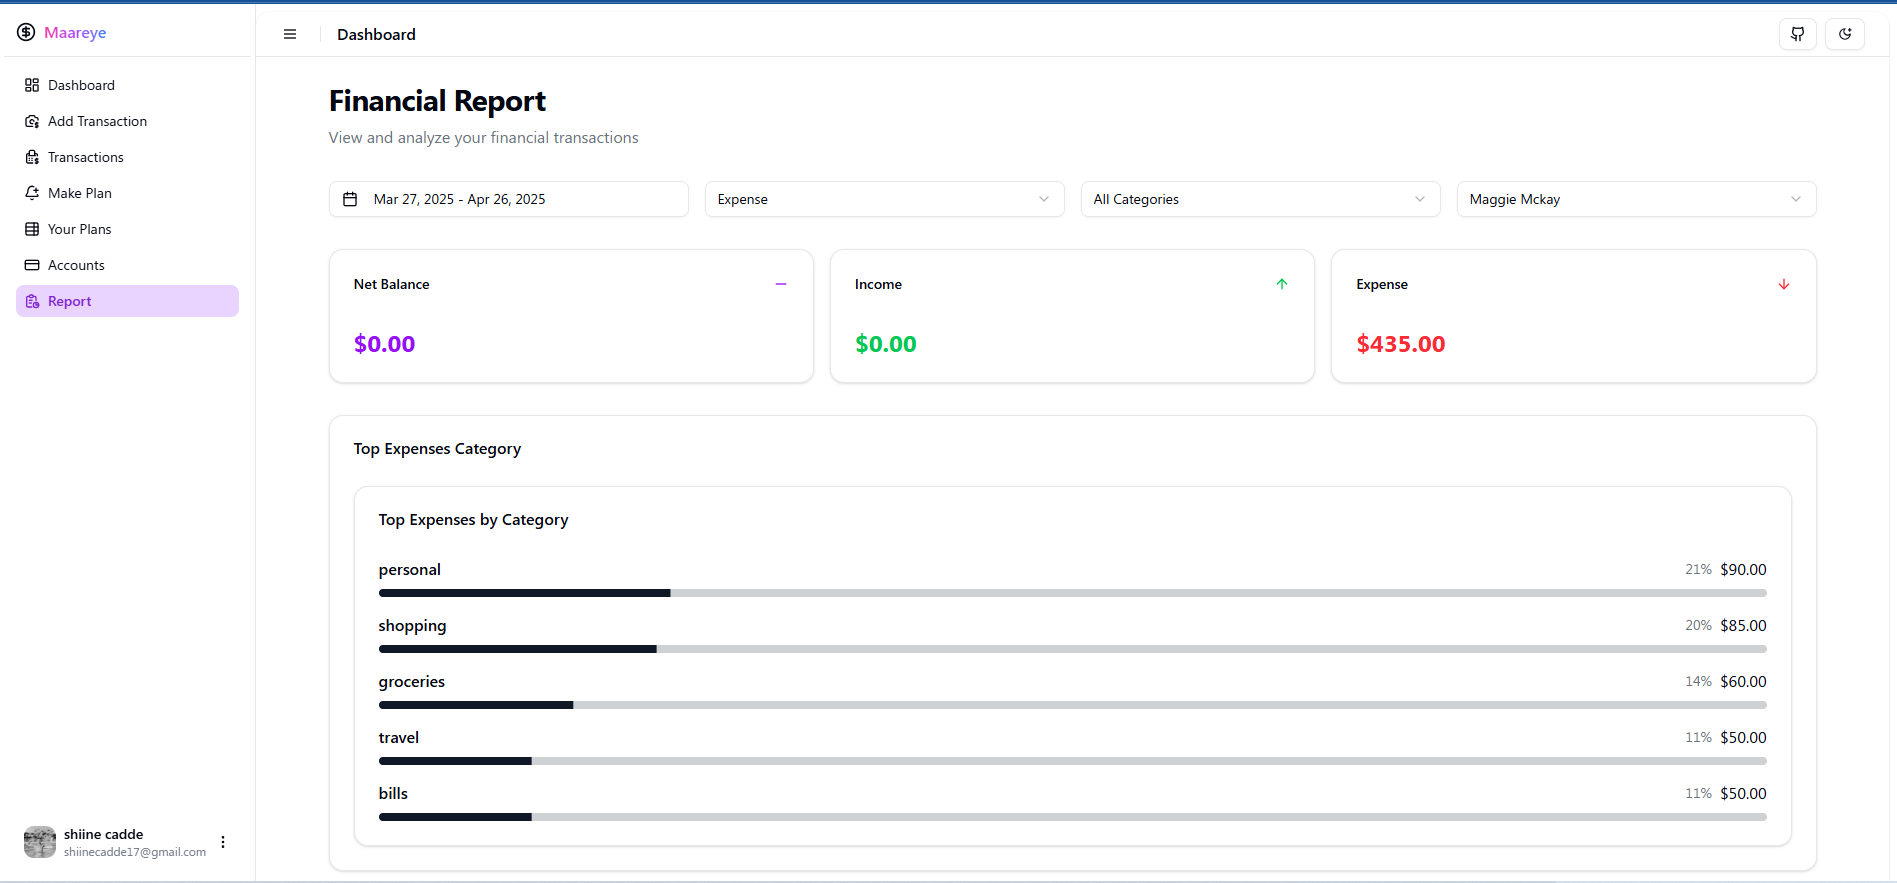 Maareye
Dashboard
Add Transaction
Transactions
Make Plan
Your Plans
Accounts
Report
shiine cadde
shiinecadde17@gmail.com
Dashboard
Financial Report
View and analyze your financial transactions
Mar 27, 2025 - Apr 26, 2025
Expense
All Categories
Maggie Mckay
Net Balance
$0.00
Income
$0.00
Expense
$435.00
Top Expenses Category
Top Expenses by Category
personal 21% $90.00
shopping 20% $85.00
groceries 14% $60.00
travel 11% $50.00
bills 11% $50.00